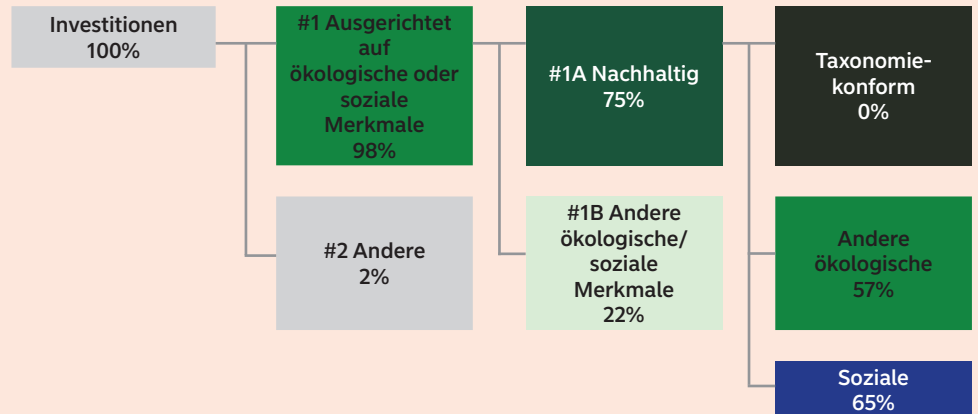 Investitionen
100%
#1 Ausgerichtet
auf
ökologische oder
soziale
Merkmale
98%
#1A Nachhaltig
75%
Taxonomie-
konform
0%
#2 Andere
2%
#1B Andere
ökologische/
soziale
Merkmale
22%
Andere
ökologische
57%
Soziale
65%